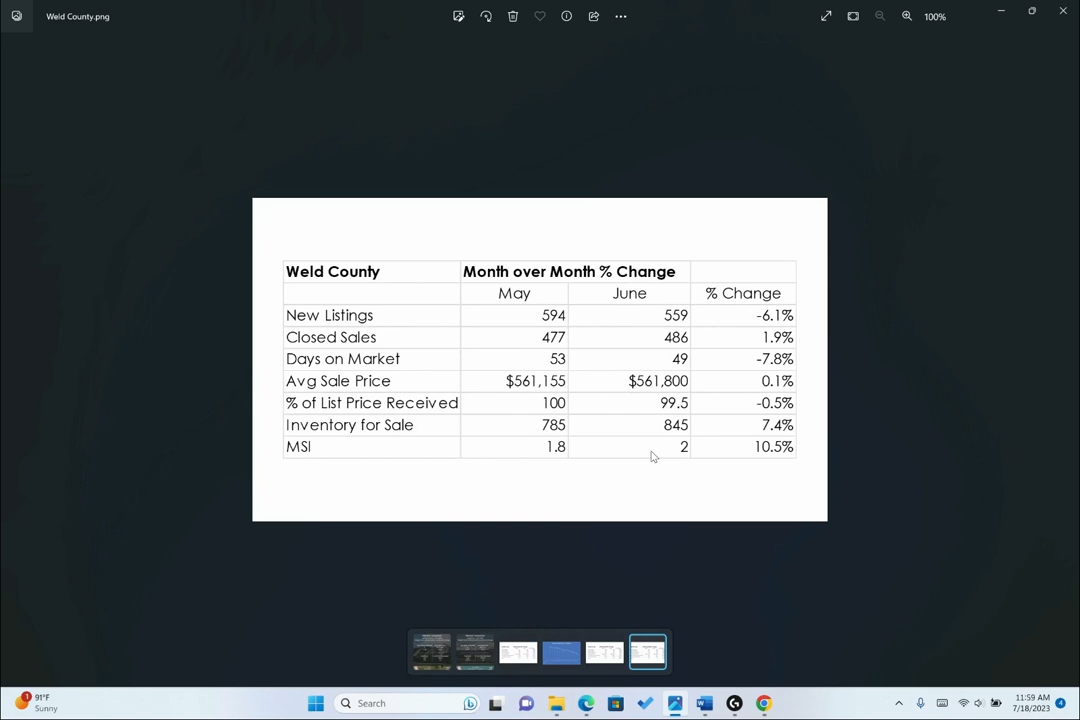 Weld County.png
100%
Weld County Month over Month % Change
May June % Change
New Listings 594 559 -6.1%
Closed Sales 477 486 1.9%
Days on Market 53 49 -7.8%
Avg Sale Price $561,155 $561,800 0.1%
% of List Price Received 100 99.5 -0.5%
Inventory for Sale 785 845 7.4%
MSI 1.8 2 10.5%
1
91°F
Sunny
Search
11:59 AM
7/18/2023
4